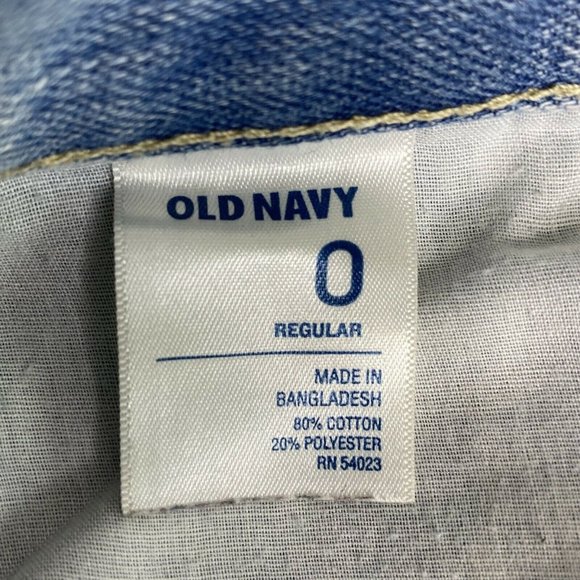 OLD NAVY
0
REGULAR
MADE IN
BANGLADESH
80% COTTON
20% POLYESTER
RN 54023